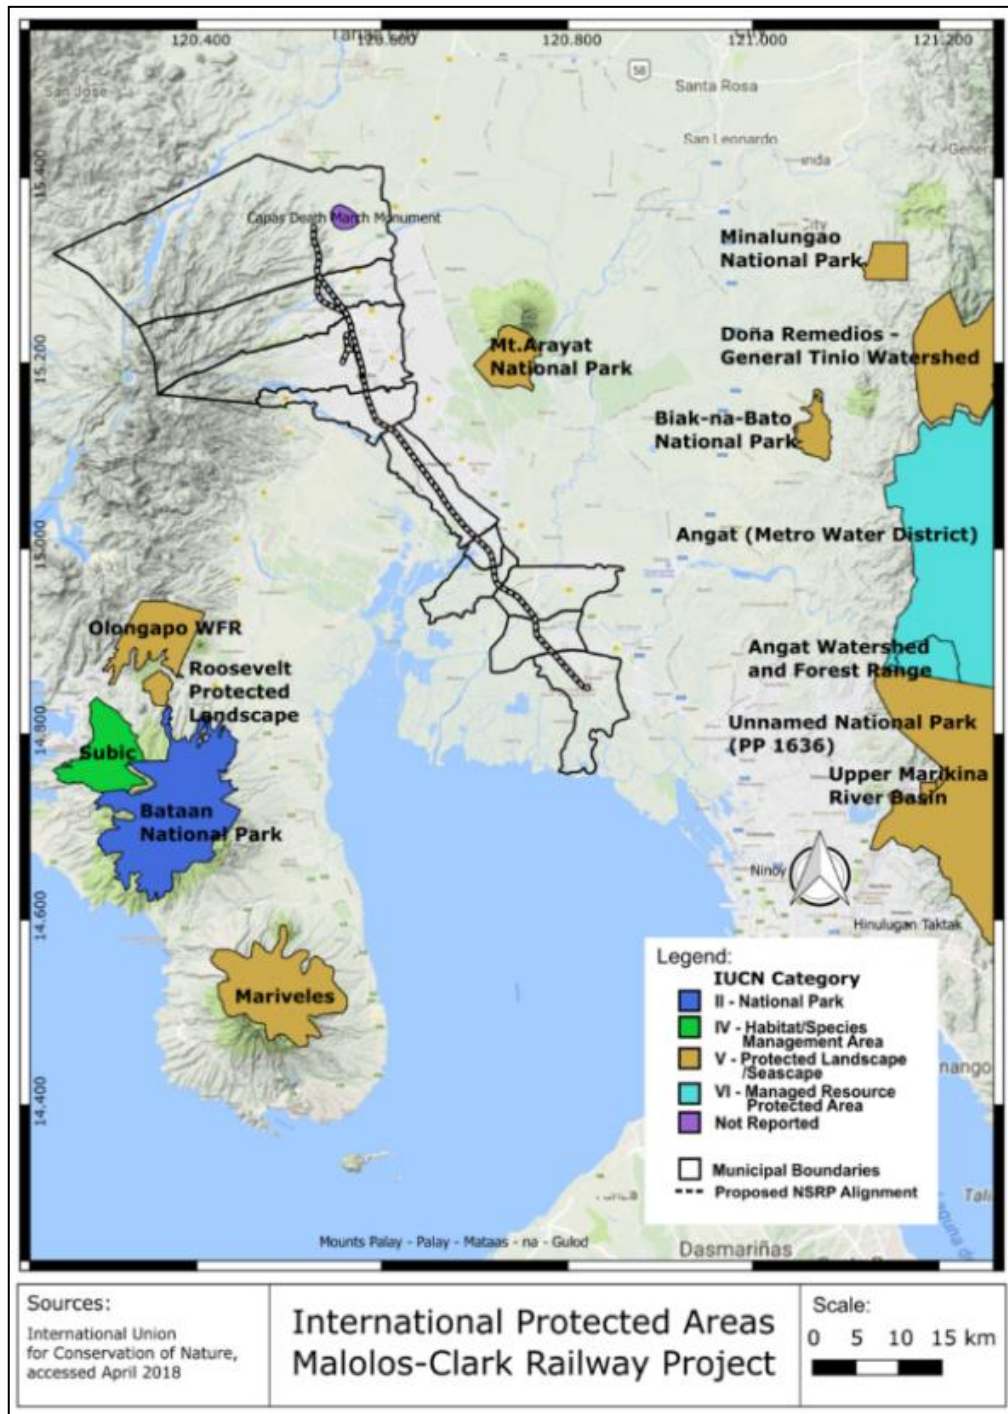 120.400
120.600
120.800
121.000
121.200
Tarlac City
San Jose
58
Santa Rosa
San Leonardo
15.400
Capas Death March Monument
City
Minalungao
National Park
Doña Remedios -
General Tinio Watershed
15.200
Mt.Arayat
National Park
Biak-na-Bato
National Park
15.000
Angat (Metro Water District)
Olongapo WFR
Angat Watershed
and Forest Range
Roosevelt
Protected
Landscape
14.800
Subic
Unnamed National Park
(PP 1636)
Upper Marikina
River Basin
Bataan
National Park
Ninoy
14.600
Hinulugan Taktak
Mariveles
Legend:
IUCN Category
II - National Park
IV - Habitat/Species
Management Area
V - Protected Landscape
/Seascape
VI - Managed Resource
Protected Area
Not Reported
Municipal Boundaries
Proposed NSRP Alignment
14.400
Mounts Palay - Palay - Mataas - na - Gulod
Dasmariñas
Laguna de
Sources:
International Union
for Conservation of Nature,
accessed April 2018
International Protected Areas
Malolos-Clark Railway Project
Scale:
0 5 10 15 km